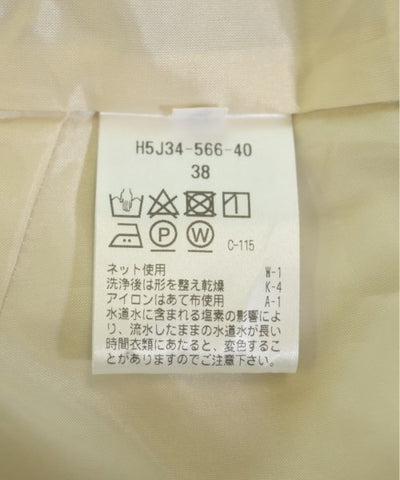 H5J34-566-40
38
P W C-115
ネット使用 W-1
洗浄後は形を整え乾燥 K-4
アイロンはあて布使用 A-1
水道水に含まれる塩素の影響によ
り、流水したままの水道水が長い
時間衣類にあたると、変色するこ
とがありますのでご注意下さい。